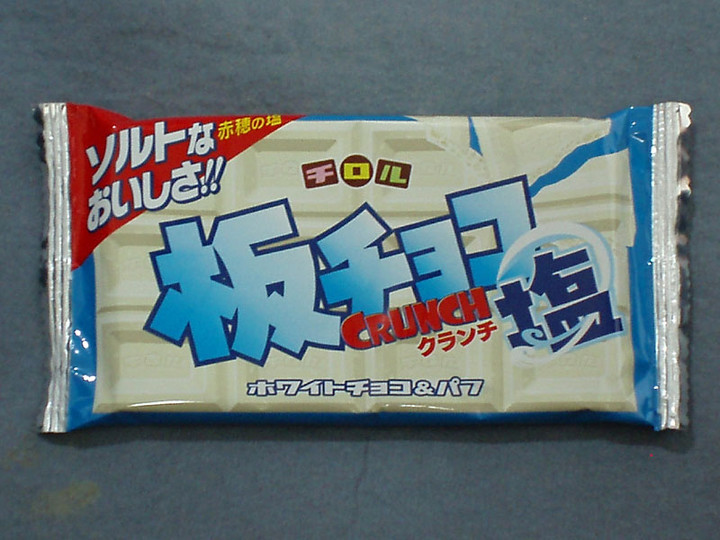 ソルトな
おいしさ!!
赤穂の塩
チロル
板チョコ
CRUNCH
クランチ
塩
ホワイトチョコ&パフ